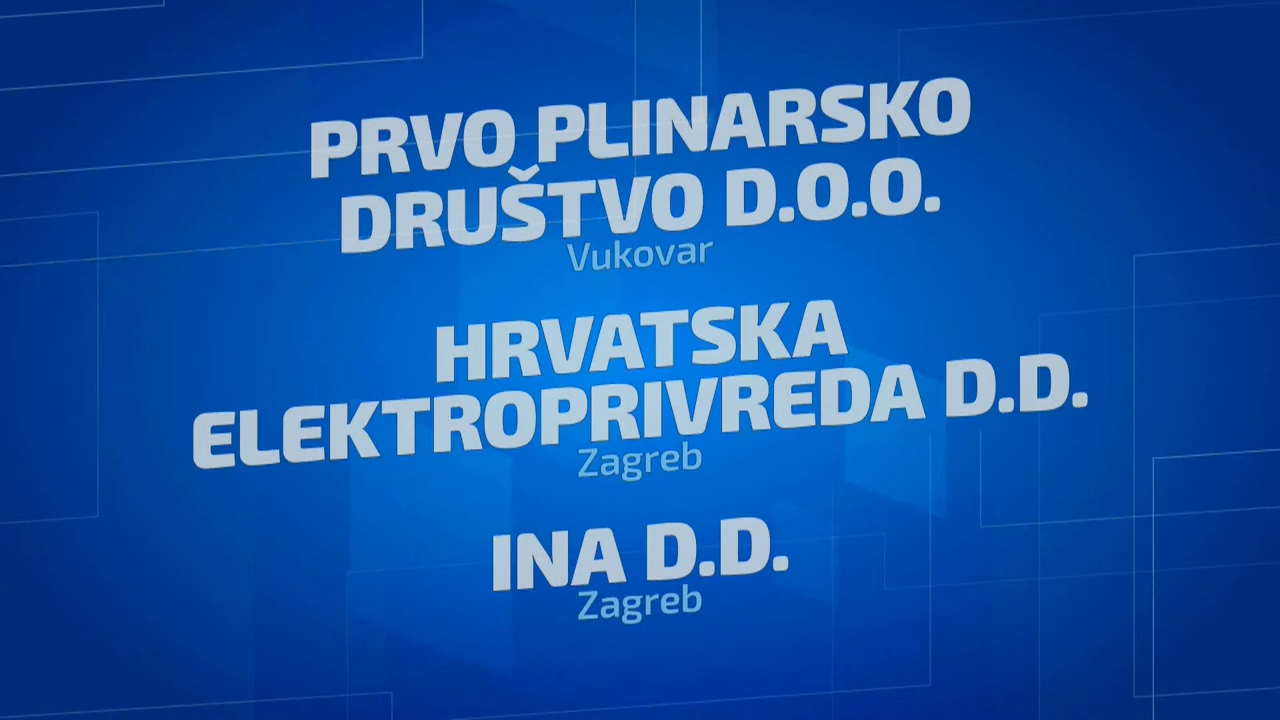 PRVO PLINARSKO
DRUŠTVO D.O.O.
Vukovar
HRVATSKA
ELEKTROPRIVREDA D.D.
Zagreb
INA D.D.
Zagreb